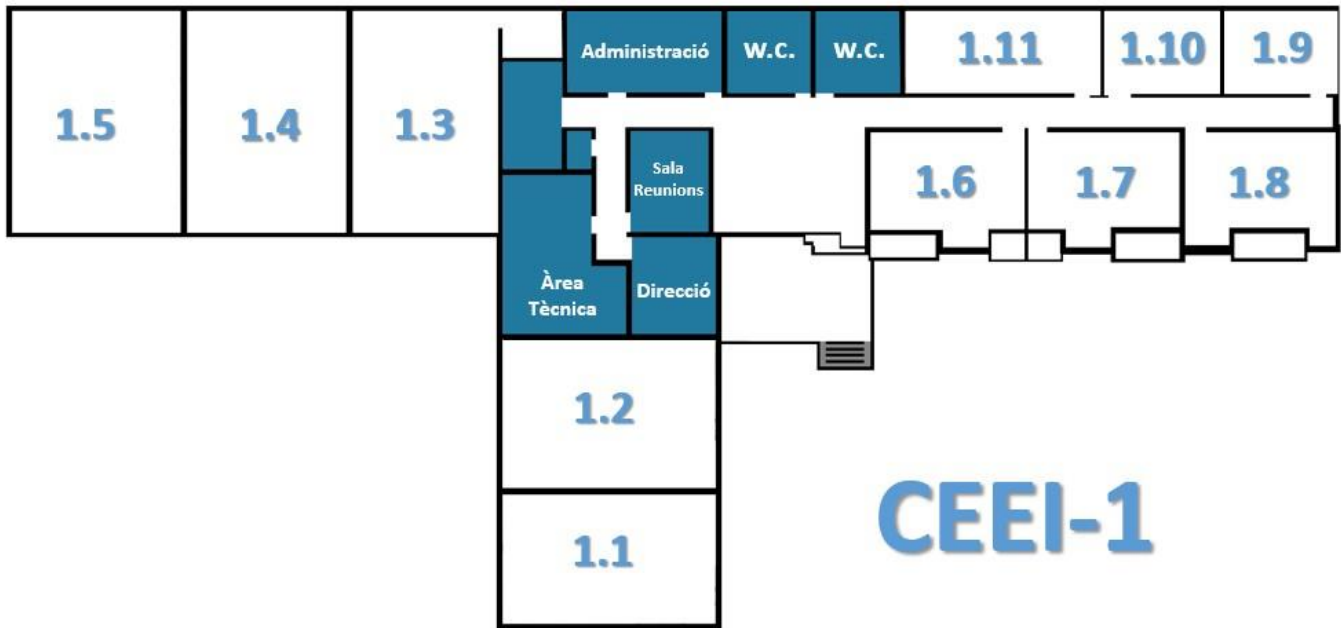 Administració
W.C.
W.C.
1.11
1.10
1.9
1.5
1.4
1.3
Sala
Reunions
1.6
1.7
1.8
Àrea
Tècnica
Direcció
1.2
CEEI-1
1.1